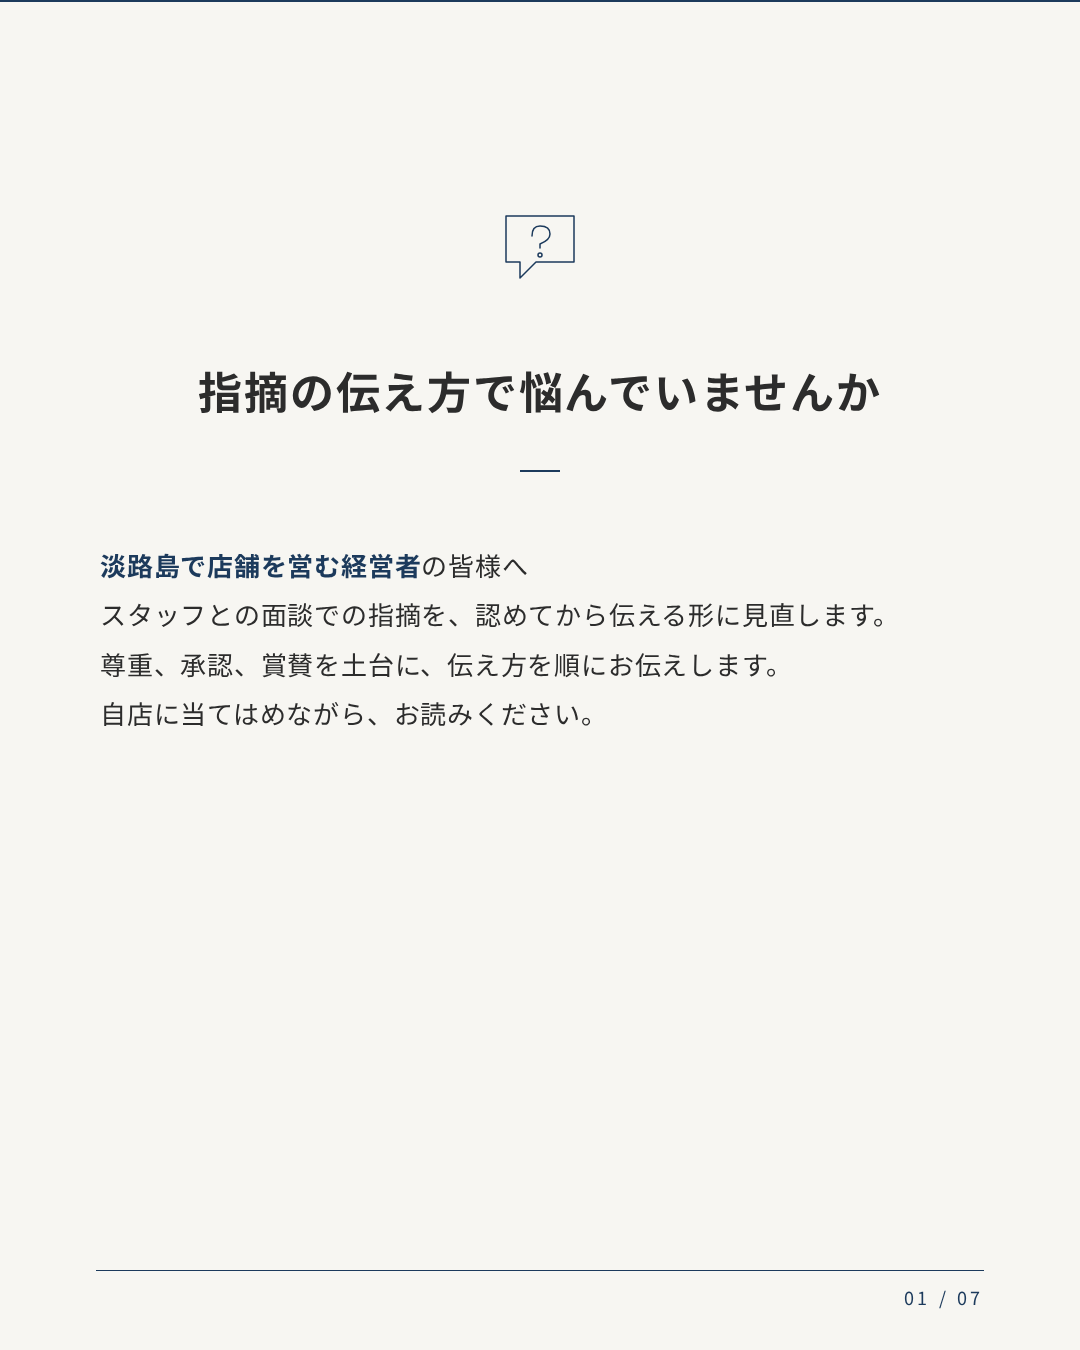 ?
指摘の伝え方で悩んでいませんか
淡路島で店舗を営む経営者の皆様へ
スタッフとの面談での指摘を、認めてから伝える形に見直します。
尊重、承認、賞賛を土台に、伝え方を順にお伝えします。
自店に当てはめながら、お読みください。
01 / 07